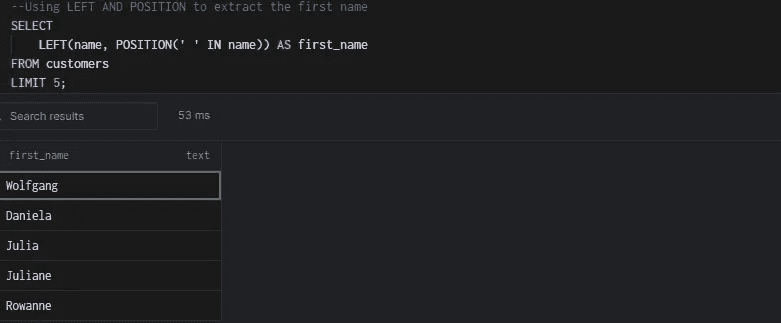 --Using LEFT AND POSITION to extract the first name
SELECT
    LEFT(name, POSITION(' ' IN name)) AS first_name
FROM customers
LIMIT 5;
Search results 53 ms
first_name text
Wolfgang
Daniela
Julia
Juliane
Rowanne